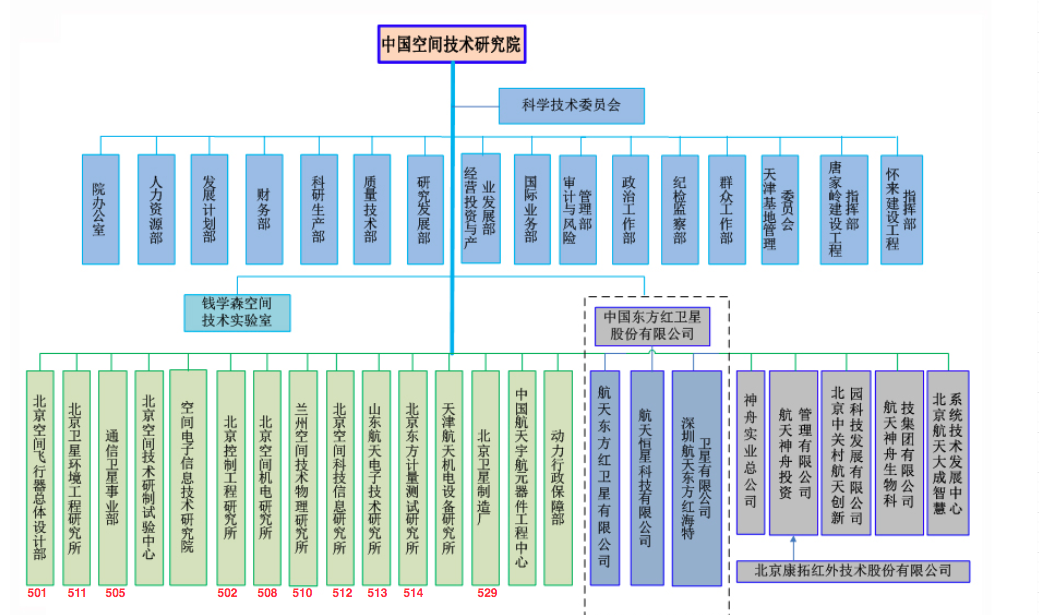 中国空间技术研究院
科学技术委员会
院办公室
人力资源部
发展计划部
财务部
科研生产部
质量技术部
研究发展部
经营投资与产
业发展部
国际业务部
审计与风险
管理部
政治工作部
纪检监察部
群众工作部
天津基地管理
委员会
唐家岭建设工程
指挥部
怀来建设工程
指挥部
钱学森空间
技术实验室
中国东方红卫星
股份有限公司
北京空间飞行器总体设计部
北京卫星环境工程研究所
通信卫星事业部
北京空间技术研制试验中心
空间电子信息技术研究院
北京控制工程研究所
北京空间机电研究所
兰州空间技术物理研究所
北京空间科技信息研究所
山东航天电子技术研究所
北京东方计量测试研究所
天津航天机电设备研究所
北京卫星制造厂
中国航天宇航元器件工程中心
动力行政保障部
航天东方红卫星有限公司
航天恒星科技有限公司
深圳航天东方红海特
卫星有限公司
神舟实业总公司
航天神舟投资
管理有限公司
北京中关村航天创新
园科技发展有限公司
航天神舟生物科
技集团有限公司
北京航天大成智慧
系统技术发展中心
北京康拓红外技术股份有限公司
501
511
505
502
508
510
512
513
514
529